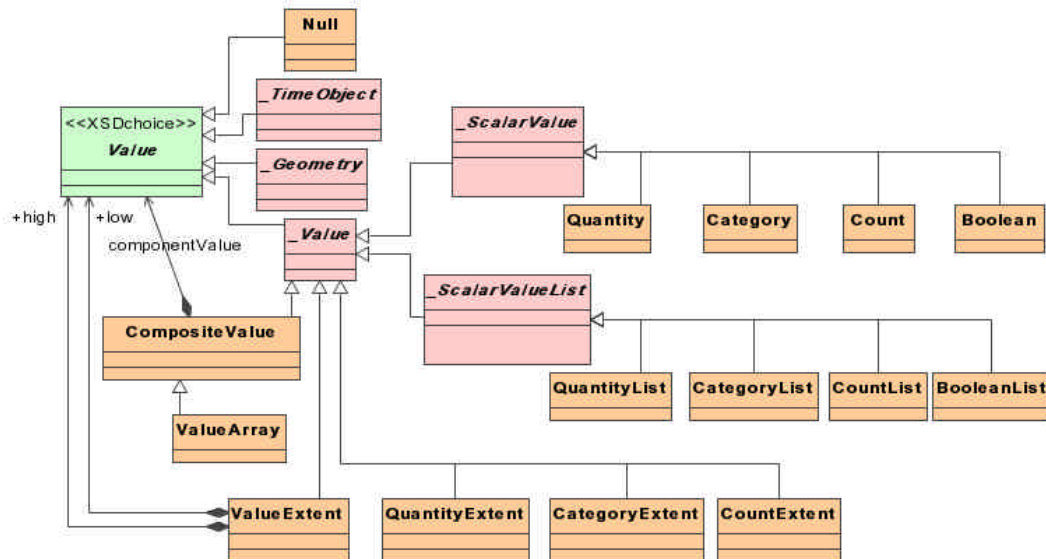 Null
_TimeObject
<<XSDchoice>>
Value
_ScalarValue
_Geometry
+high
+low
Quantity
Category
Count
Boolean
_Value
componentValue
_ScalarValueList
CompositeValue
QuantityList
CategoryList
CountList
BooleanList
ValueArray
ValueExtent
QuantityExtent
CategoryExtent
CountExtent